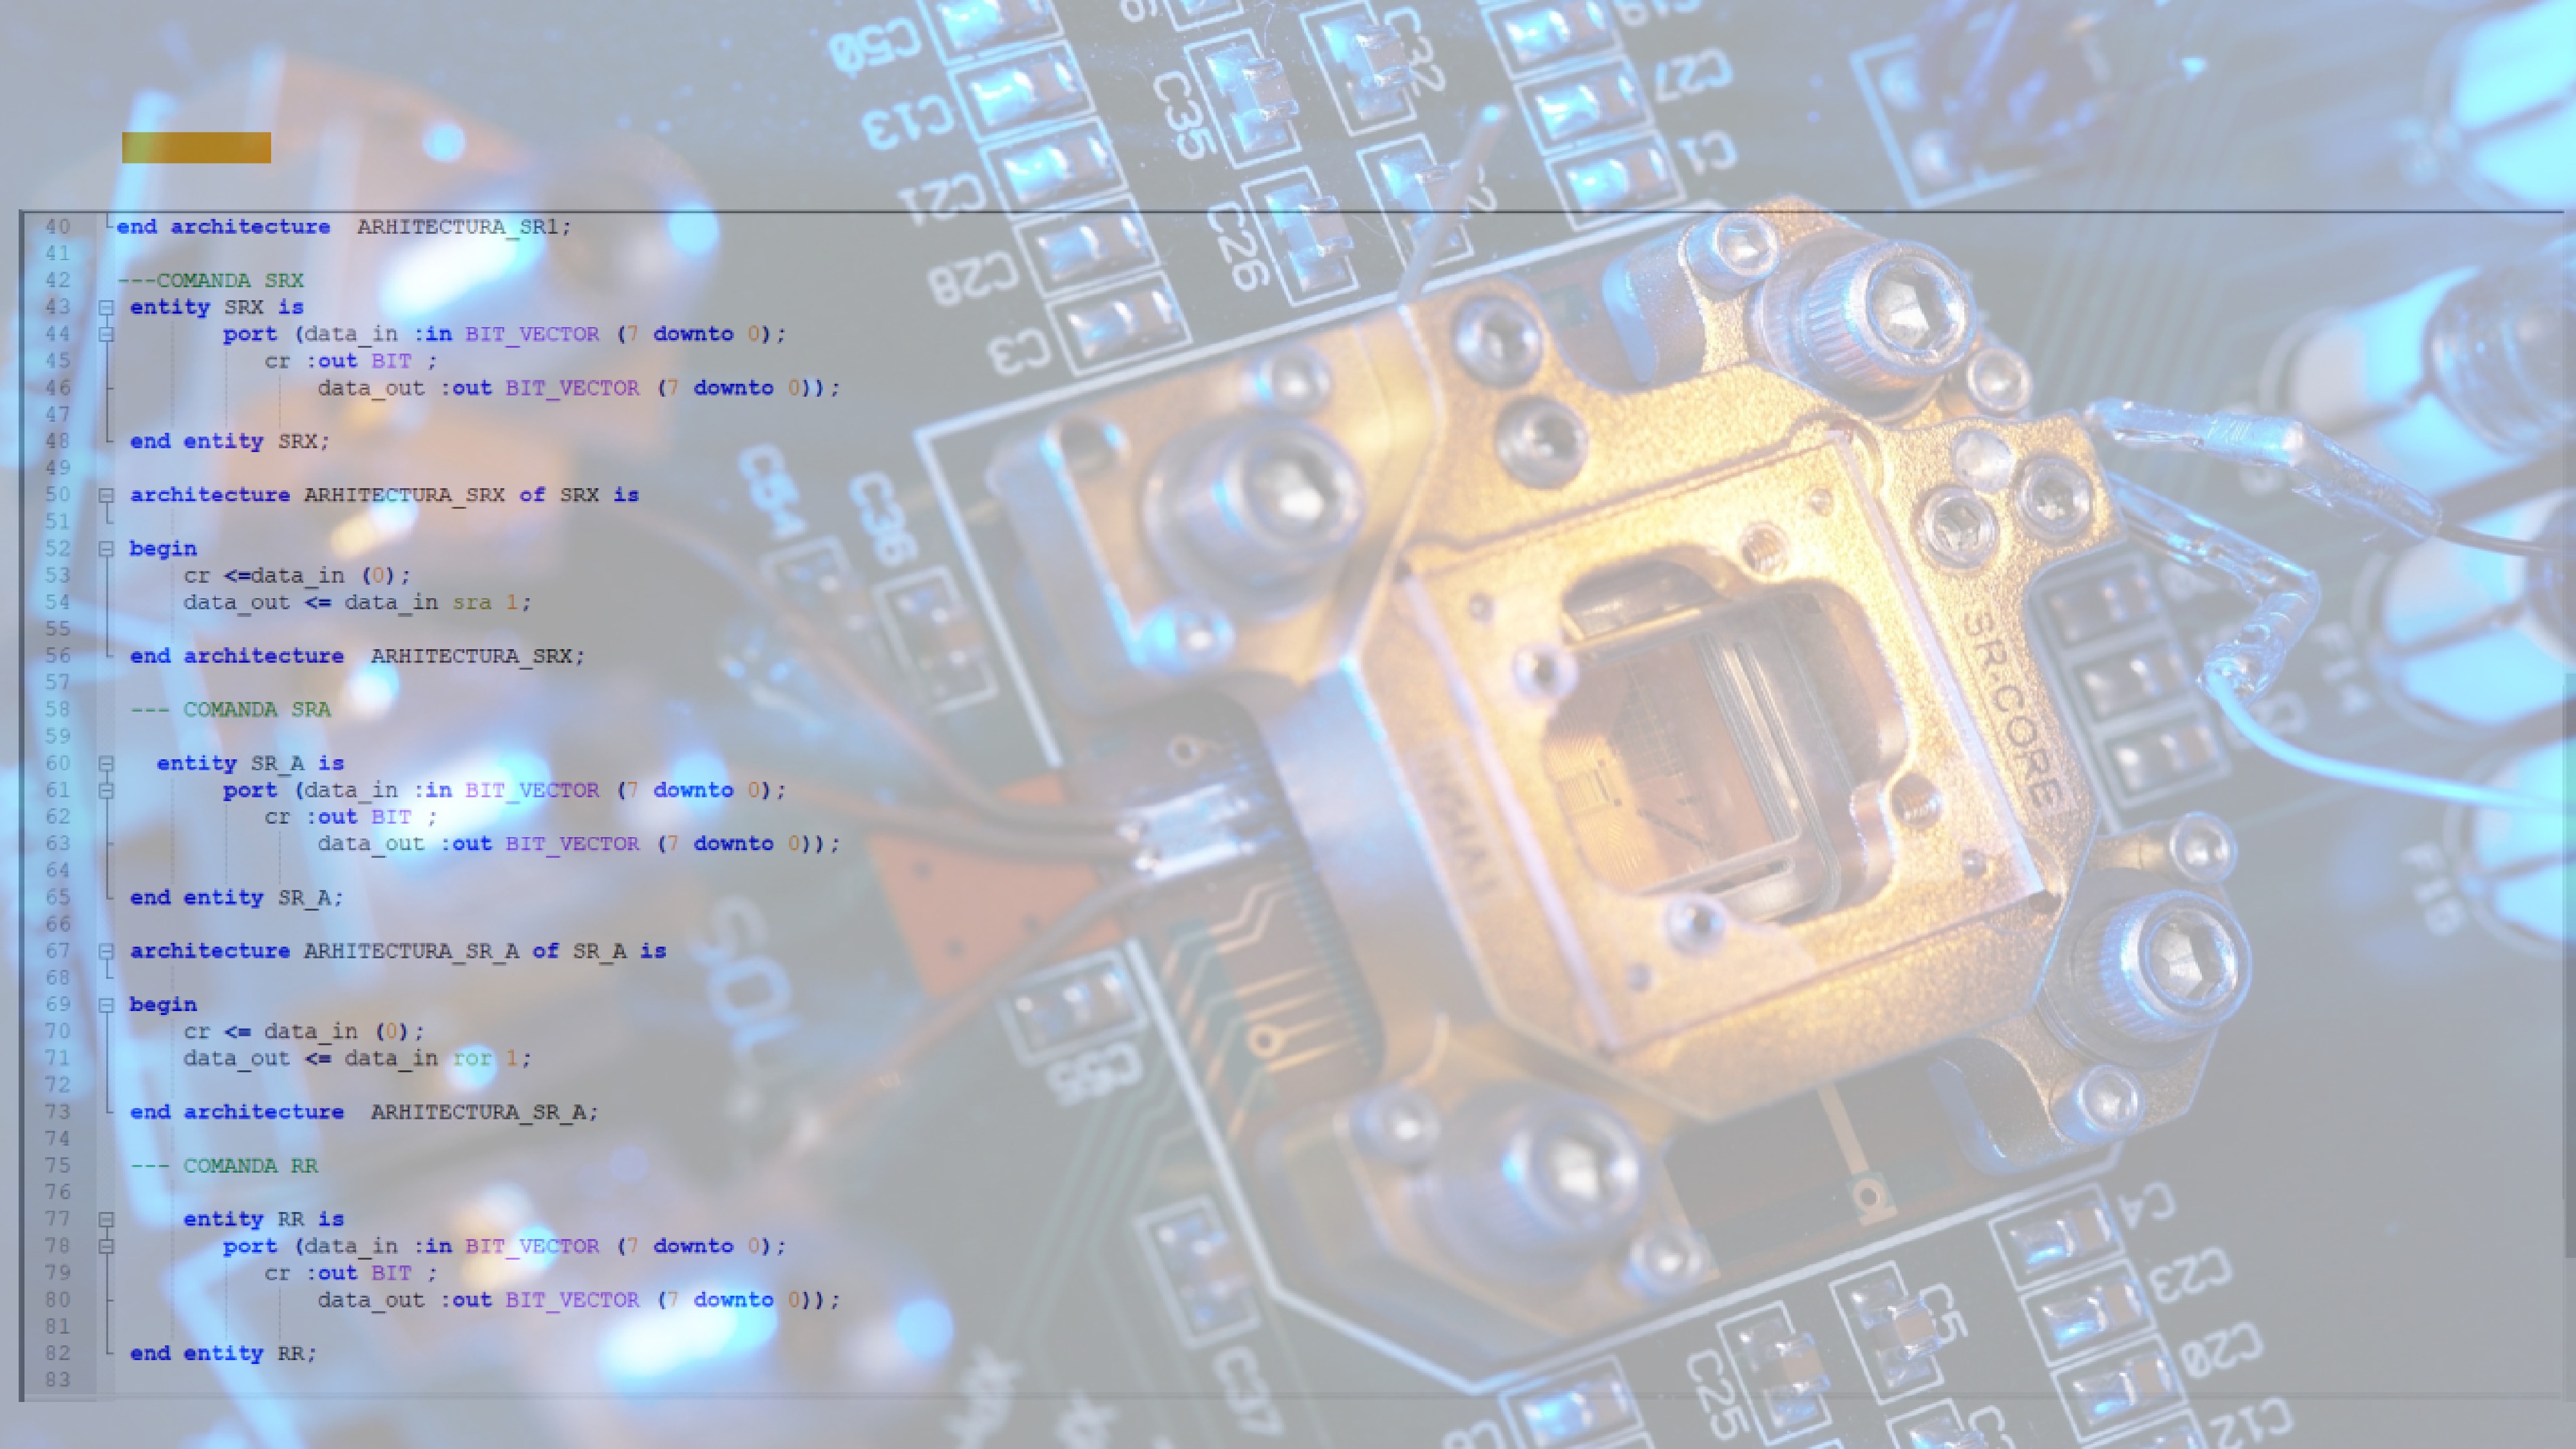 40 end architecture  ARHITECTURA_SR1;
41
42 ---COMANDA SRX
43 entity SRX is
44 port (data_in :in BIT_VECTOR (7 downto 0);
45 cr :out BIT ;
46 data_out :out BIT_VECTOR (7 downto 0));
47
48 end entity SRX;
49
50 architecture ARHITECTURA_SRX of SRX is
51
52 begin
53 cr <=data_in (0);
54 data_out <= data_in sra 1;
55
56 end architecture  ARHITECTURA_SRX;
57
58 --- COMANDA SRA
59
60 entity SR_A is
61 port (data_in :in BIT_VECTOR (7 downto 0);
62 cr :out BIT ;
63 data_out :out BIT_VECTOR (7 downto 0));
64
65 end entity SR_A;
66
67 architecture ARHITECTURA_SR_A of SR_A is
68
69 begin
70 cr <= data_in (0);
71 data_out <= data_in ror 1;
72
73 end architecture  ARHITECTURA_SR_A;
74
75 --- COMANDA RR
76
77 entity RR is
78 port (data_in :in BIT_VECTOR (7 downto 0);
79 cr :out BIT ;
80 data_out :out BIT_VECTOR (7 downto 0));
81
82 end entity RR;
83
C50
C13
C21
C28
C3
C35
C26
C32
C19
C27
C1
C54
C36
SR-CORE
F14
F15
C55
C37
C4
C23
C20
C12
C5
C25